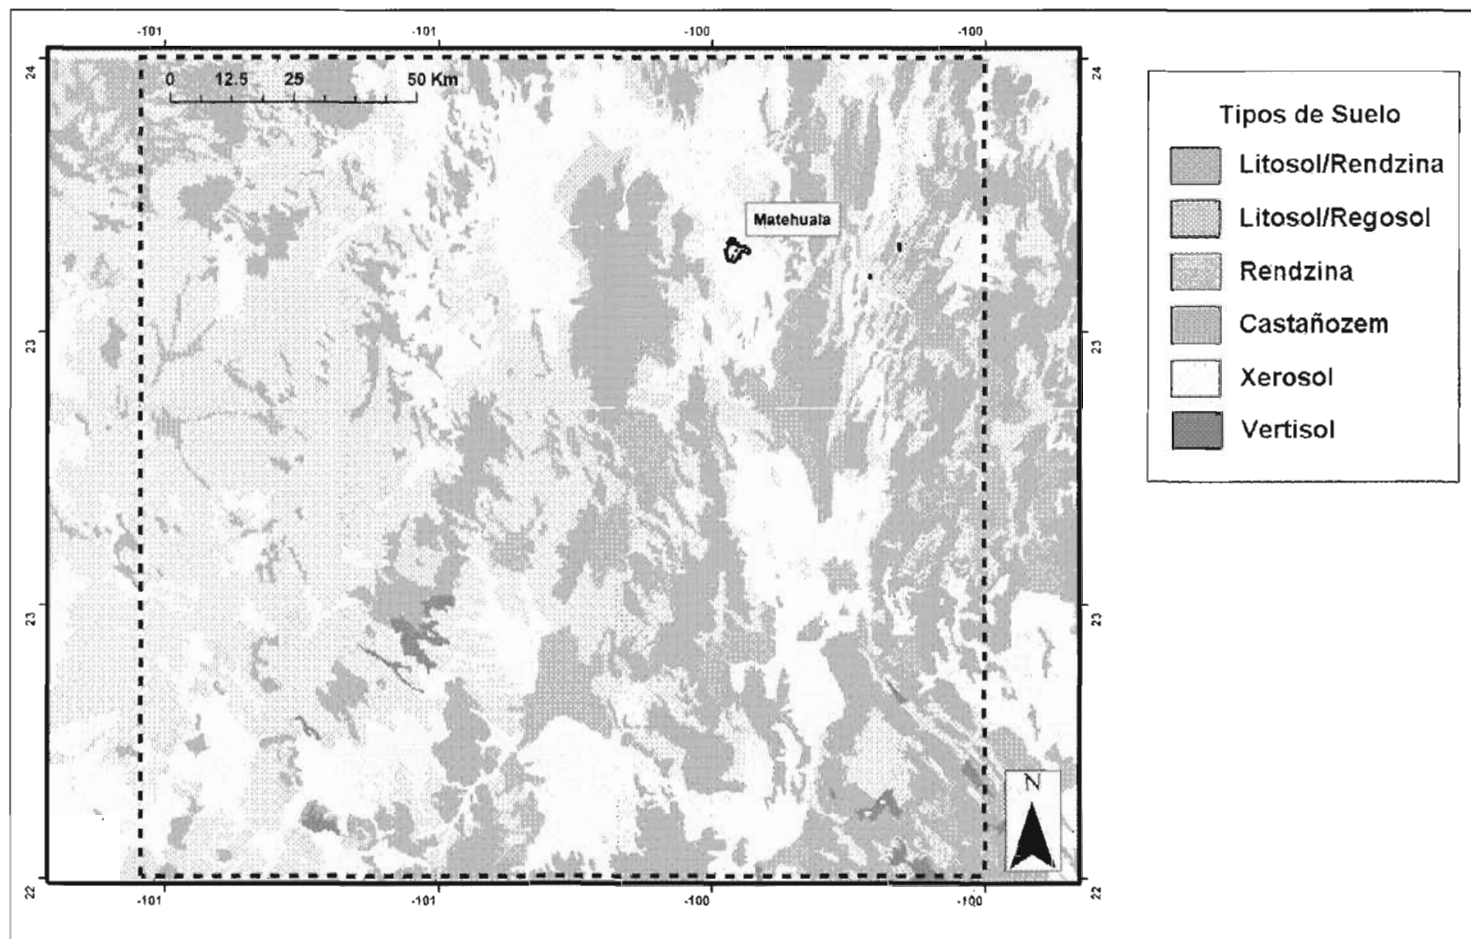 -101 -101 -100 -100
24 24
0 12.5 25 50 Km
Tipos de Suelo
Litosol/Rendzina
Litosol/Regosol
Rendzina
Castañozem
Xerosol
Vertisol
Matehuala
23 23
23 23
N
22 22
-101 -101 -100 -100